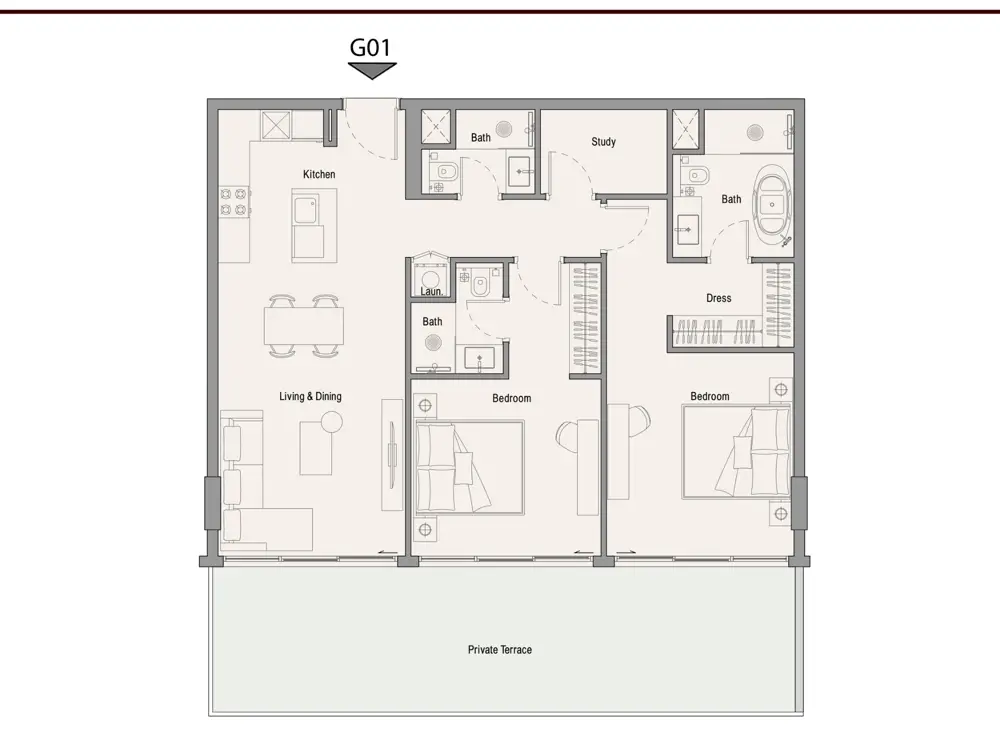 G01
Bath
Study
Kitchen
Bath
Laun.
Dress
Bath
Living & Dining
Bedroom
Bedroom
Private Terrace